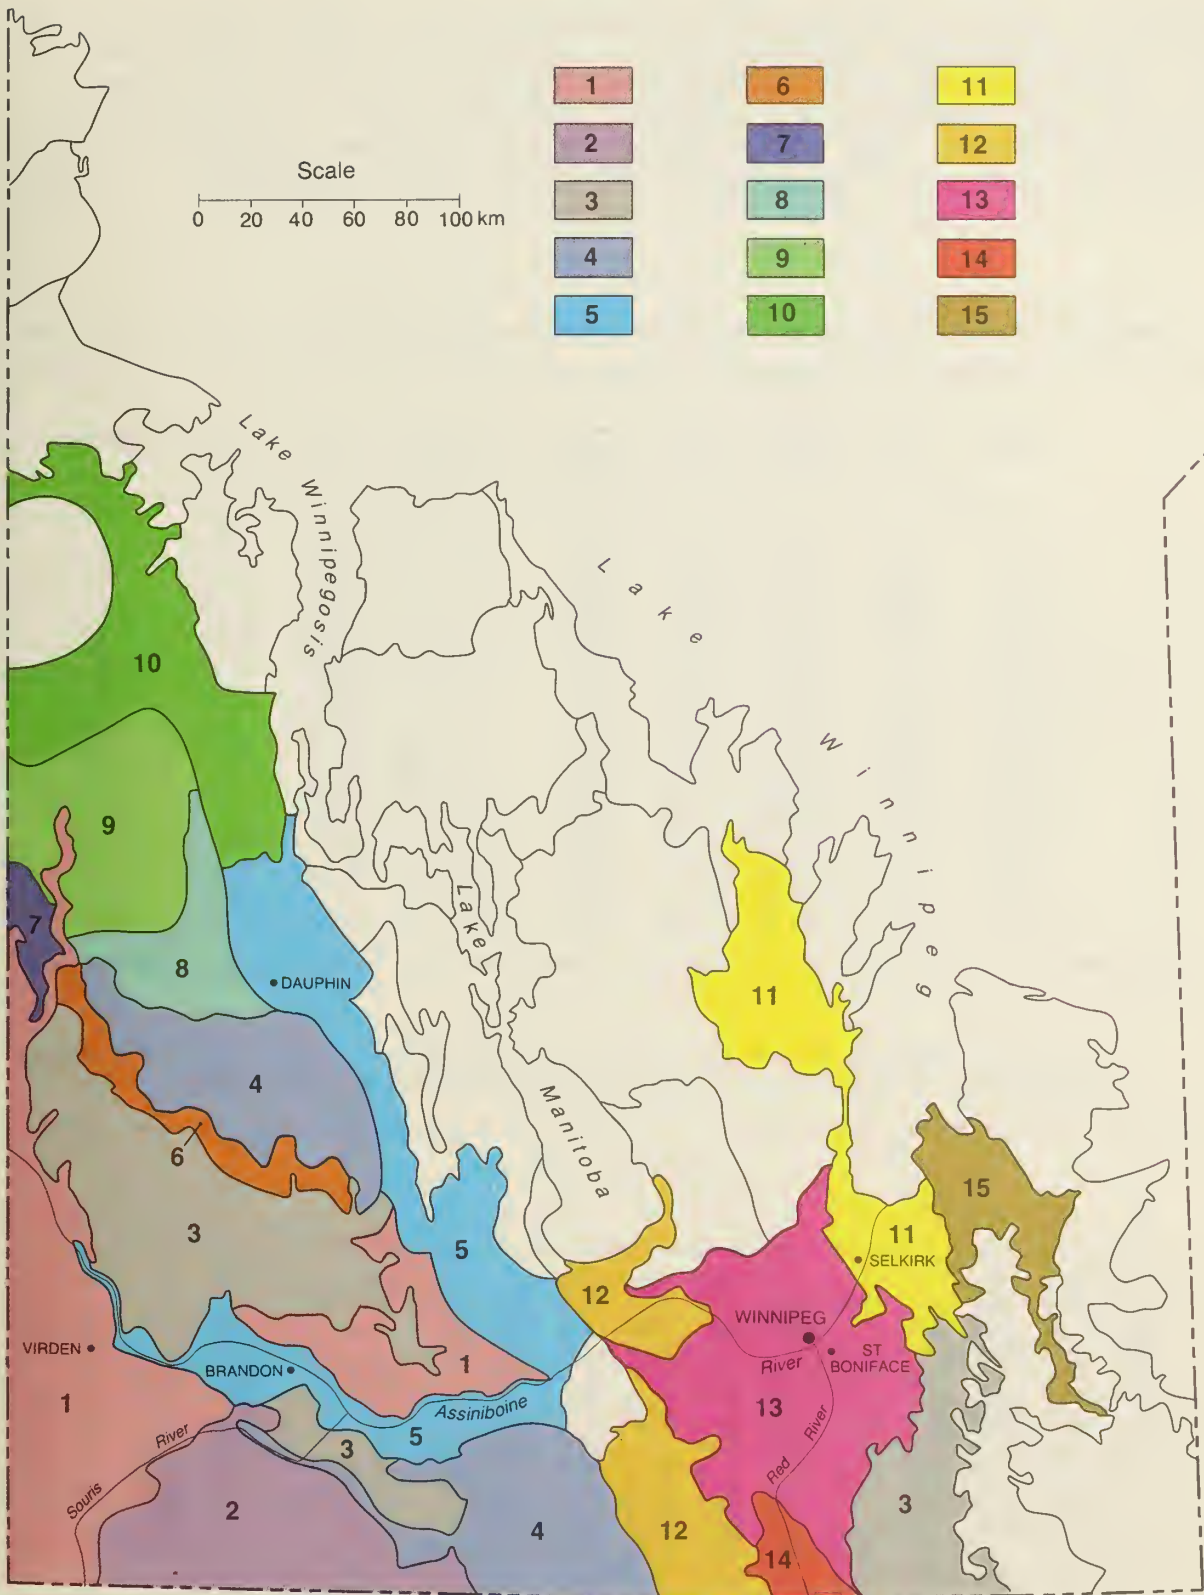 Scale
0 20 40 60 80 100 km
1
2
3
4
5
6
7
8
9
10
11
12
13
14
15
Lake Winnipegosis
Lake Winnipeg
10
9
7
8
DAUPHIN
Lake Manitoba
11
4
6
3
5
15
11
SELKIRK
12
WINNIPEG
ST
BONIFACE
River
VIRDEN
BRANDON
1
1
Assiniboine
13
River
5
3
River
Red
Souris
2
4
12
3
14